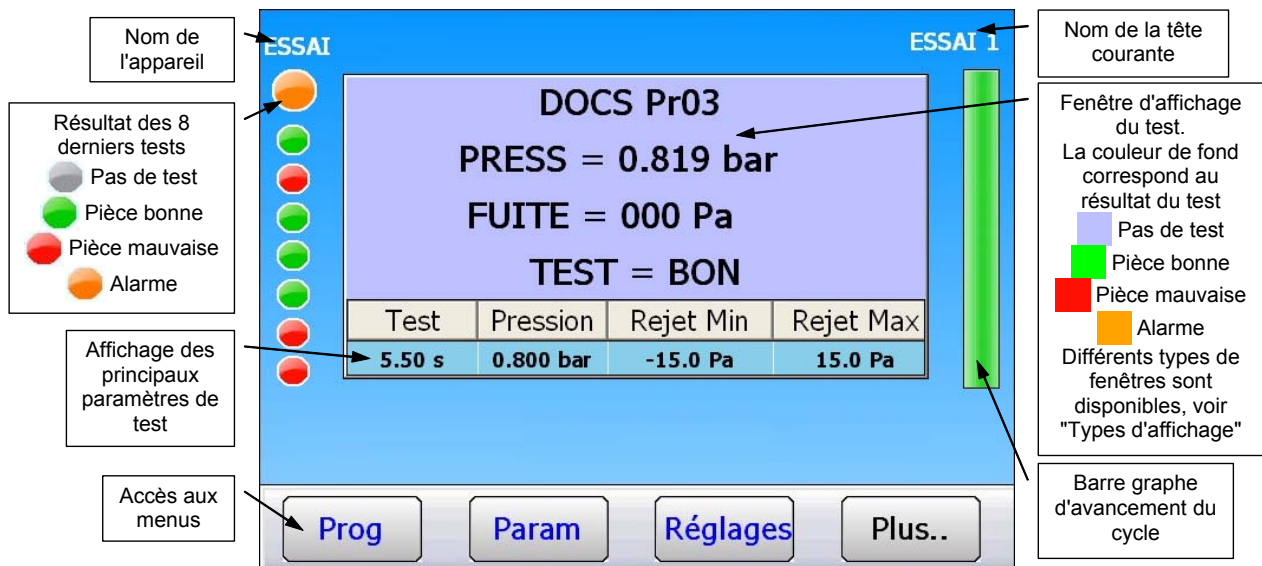 Nom de
l'appareil
Résultat des 8
derniers tests
Pas de test
Pièce bonne
Pièce mauvaise
Alarme
Affichage des
principaux
paramètres de
test
Accès aux
menus
ESSAI
ESSAI 1
DOCS Pr03
PRESS = 0.819 bar
FUITE = 000 Pa
TEST = BON
Test Pression Rejet Min Rejet Max
5.50 s 0.800 bar -15.0 Pa 15.0 Pa
Prog Param Réglages Plus..
Nom de la tête
courante
Fenêtre d'affichage
du test.
La couleur de fond
correspond au
résultat du test
Pas de test
Pièce bonne
Pièce mauvaise
Alarme
Différents types de
fenêtres sont
disponibles, voir
"Types d'affichage"
Barre graphe
d'avancement du
cycle